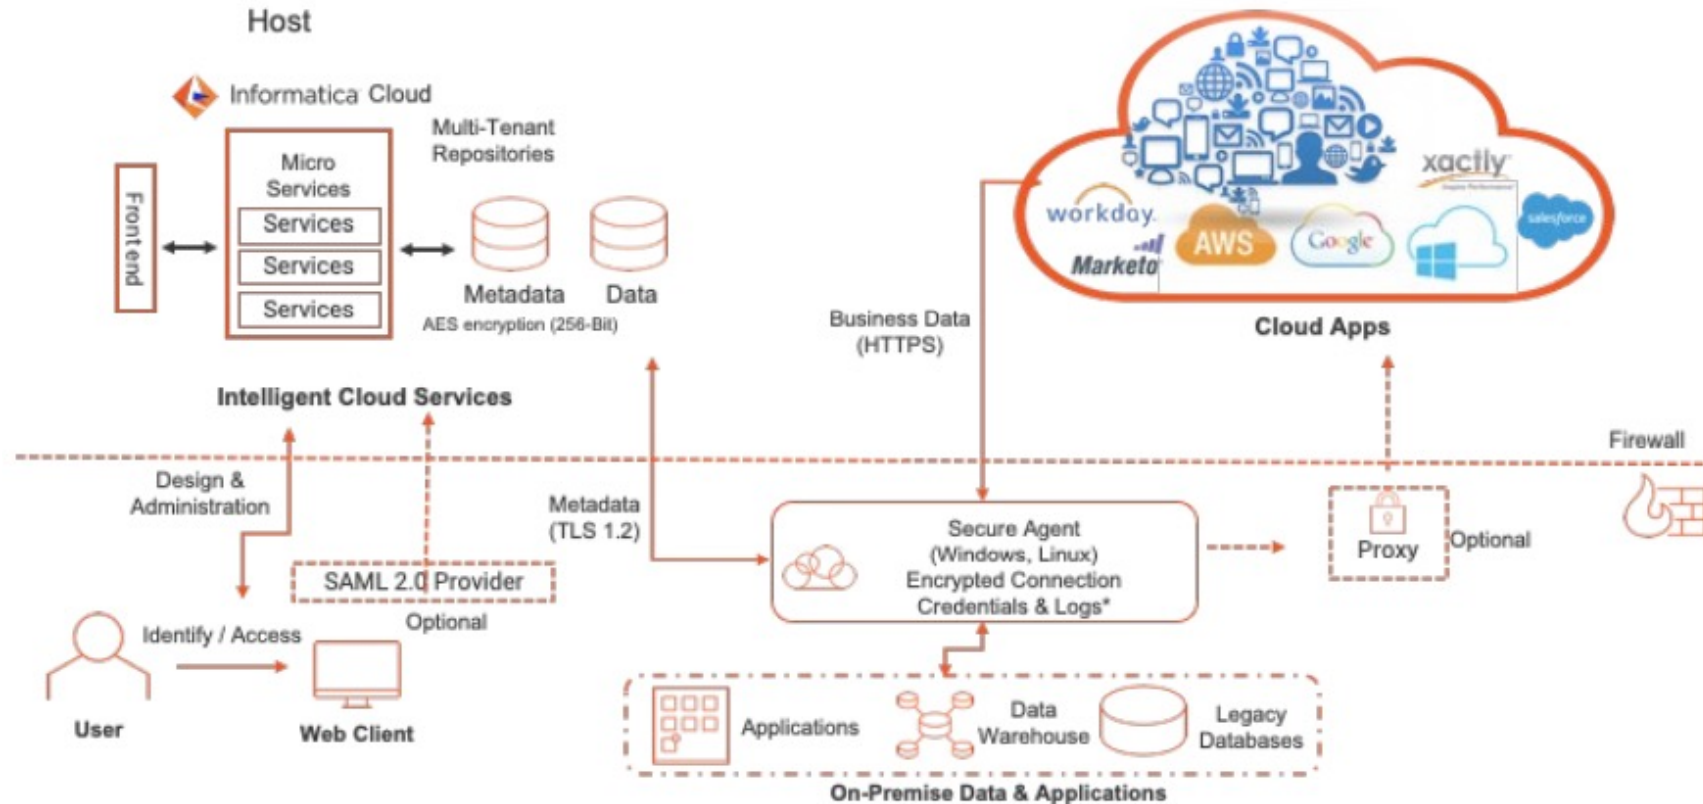 Host
Informatica Cloud
Multi-Tenant
Repositories
Frontend
Micro
Services
Services
Services
Services
Metadata
Data
AES encryption (256-Bit)
Intelligent Cloud Services
workday.
Marketo
AWS
Google
xactly
salesforce
Cloud Apps
Business Data
(HTTPS)
Firewall
Design &
Administration
Metadata
(TLS 1.2)
SAML 2.0 Provider
Optional
Secure Agent
(Windows, Linux)
Encrypted Connection
Credentials & Logs*
Proxy
Optional
Identify / Access
User
Web Client
Applications
Data
Warehouse
Legacy
Databases
On-Premise Data & Applications